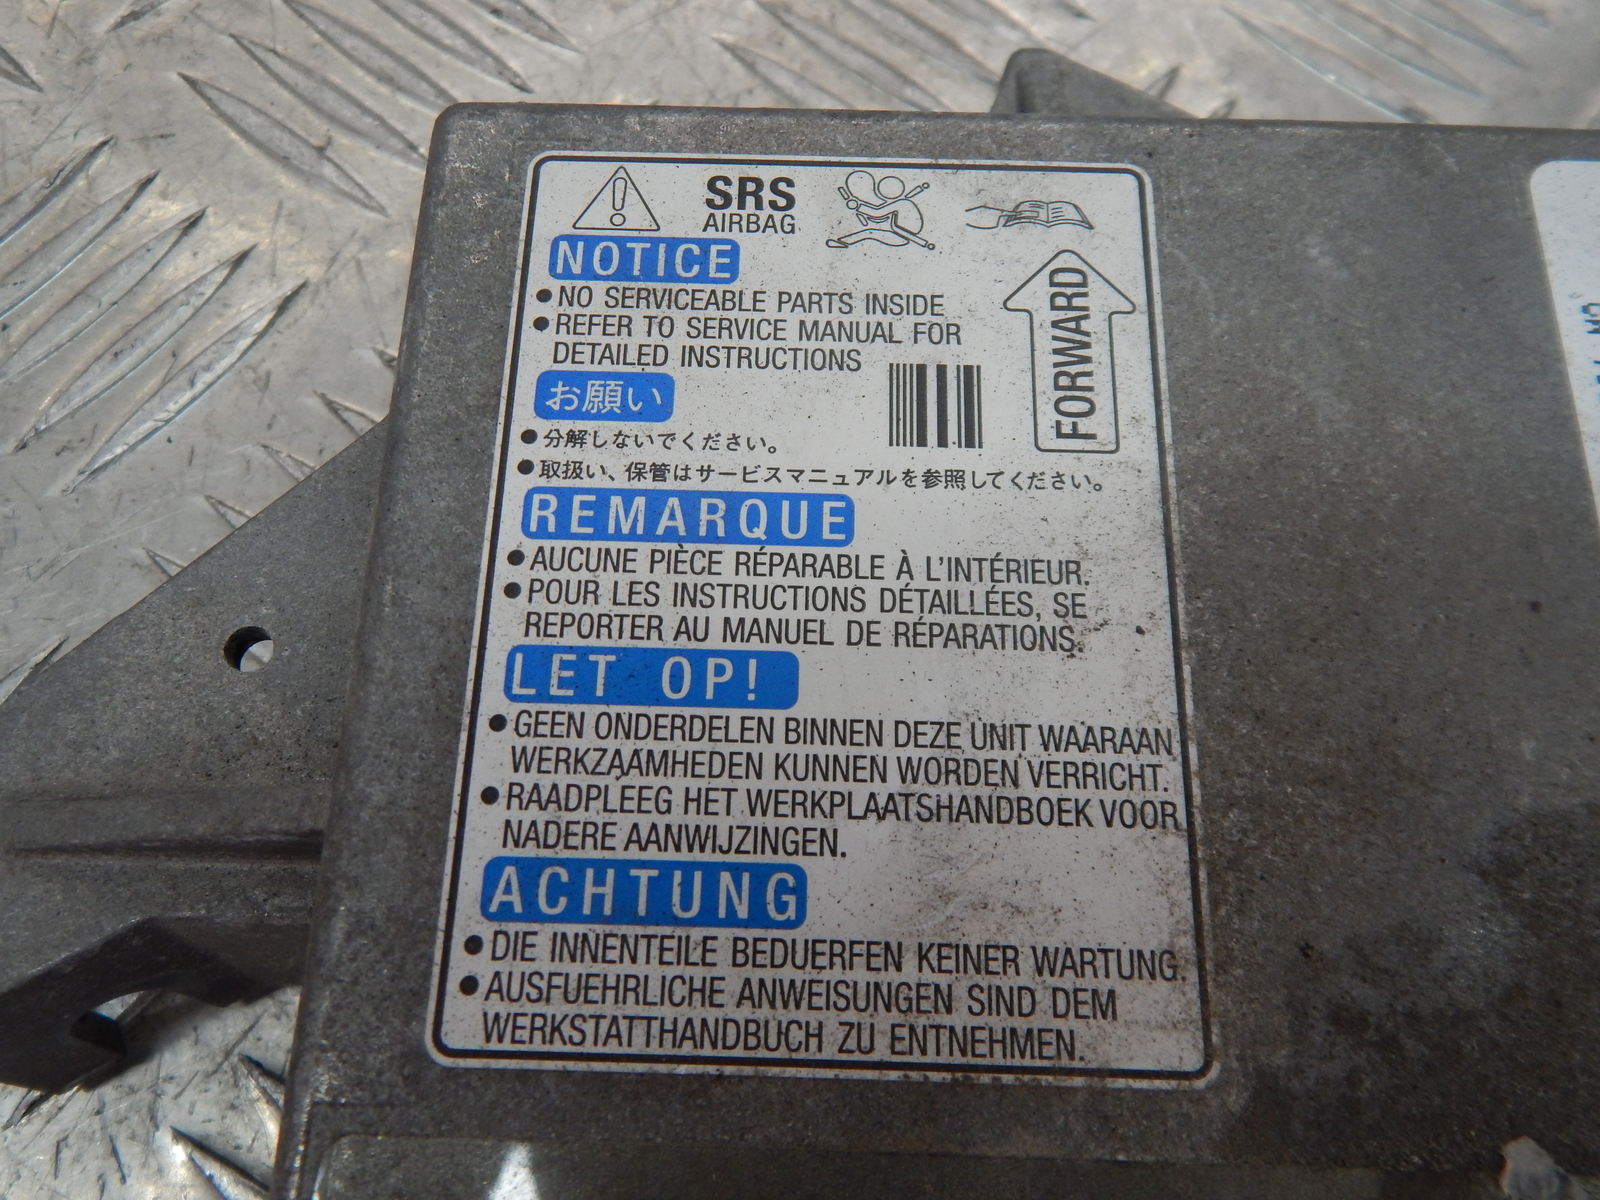 SRS
AIRBAG
NOTICE
●NO SERVICEABLE PARTS INSIDE
●REFER TO SERVICE MANUAL FOR
DETAILED INSTRUCTIONS
FORWARD
お願い
●分解しないでください。
●取扱い、保管はサービスマニュアルを参照してください。
REMARQUE
●AUCUNE PIÈCE RÉPARABLE À L'INTÉRIEUR.
●POUR LES INSTRUCTIONS DÉTAILLÉES, SE
REPORTER AU MANUEL DE RÉPARATIONS.
LET OP!
●GEEN ONDERDELEN BINNEN DEZE UNIT WAARAAN
WERKZAAMHEDEN KUNNEN WORDEN VERRICHT.
●RAADPLEEG HET WERKPLAATSHANDBOEK VOOR
NADERE AANWIJZINGEN.
ACHTUNG
●DIE INNENTEILE BEDUERFEN KEINER WARTUNG.
●AUSFUEHRLICHE ANWEISUNGEN SIND DEM
WERKSTATTHANDBUCH ZU ENTNEHMEN.